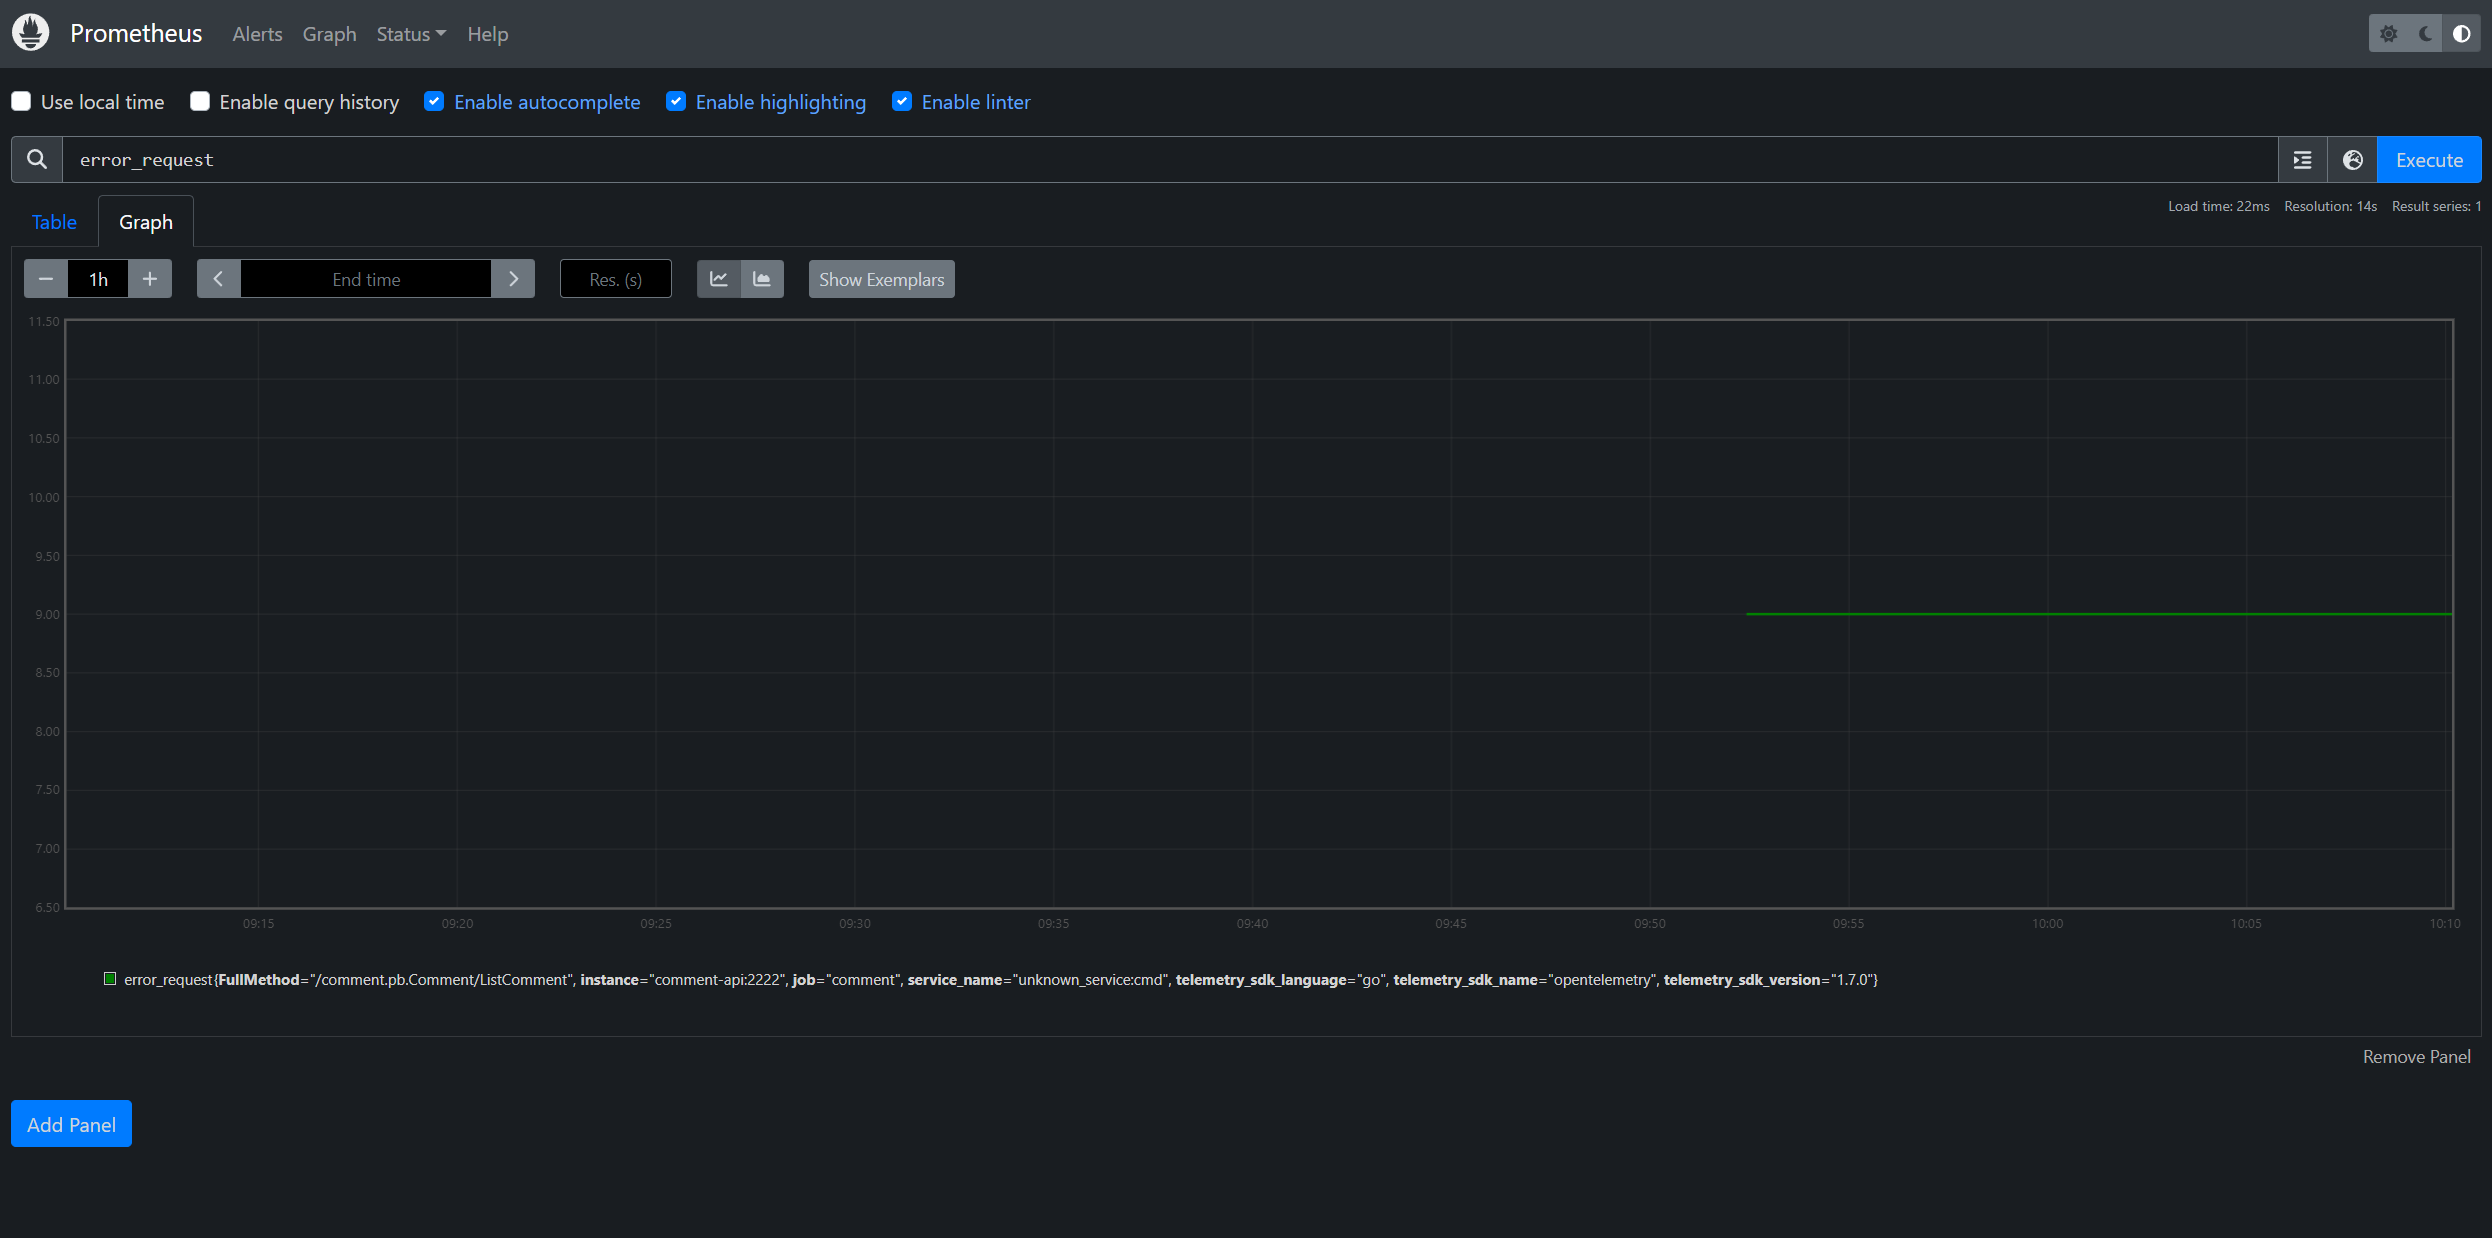 Prometheus Alerts Graph Status Help
Use local time Enable query history Enable autocomplete Enable highlighting Enable linter
error_request Execute
Table Graph Load time: 22ms Resolution: 14s Result series: 1
1h End time Res. (s) Show Exemplars
11.50
11.00
10.50
10.00
9.50
9.00
8.50
8.00
7.50
7.00
6.50
09:15 09:20 09:25 09:30 09:35 09:40 09:45 09:50 09:55 10:00 10:05 10:10
error_request{FullMethod="/comment.pb.Comment/ListComment", instance="comment-api:2222", job="comment", service_name="unknown_service:cmd", telemetry_sdk_language="go", telemetry_sdk_name="opentelemetry", telemetry_sdk_version="1.7.0"}
Remove Panel
Add Panel